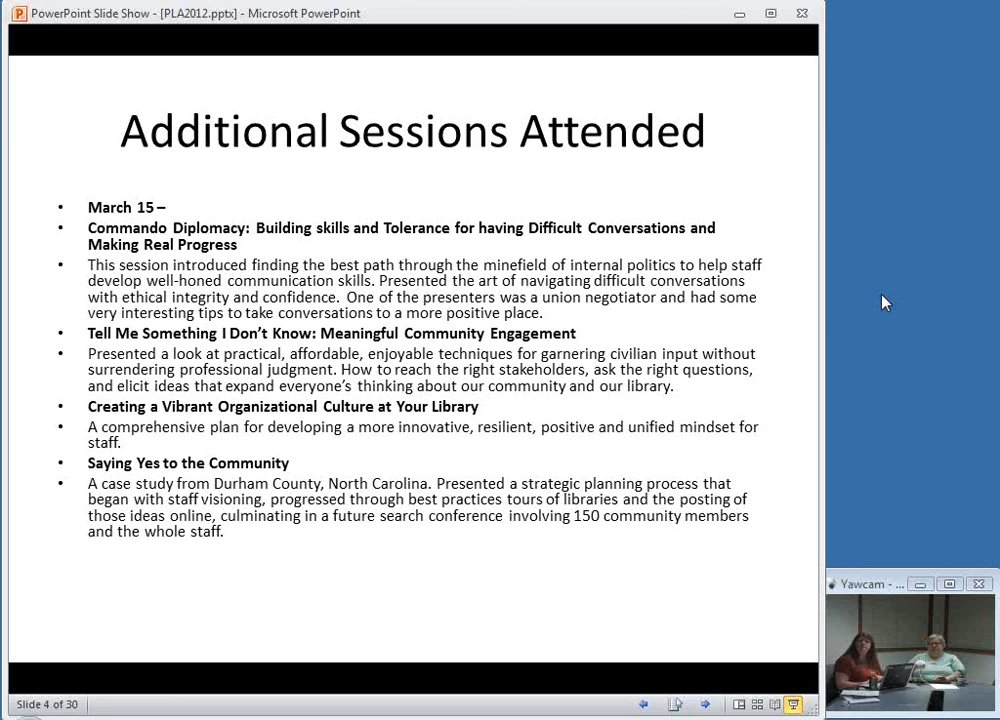 PowerPoint Slide Show - [PLA2012.pptx] - Microsoft PowerPoint
Additional Sessions Attended
• March 15 –
• Commando Diplomacy: Building skills and Tolerance for having Difficult Conversations and
Making Real Progress
• This session introduced finding the best path through the minefield of internal politics to help staff
develop well-honed communication skills. Presented the art of navigating difficult conversations
with ethical integrity and confidence. One of the presenters was a union negotiator and had some
very interesting tips to take conversations to a more positive place.
• Tell Me Something I Don’t Know: Meaningful Community Engagement
• Presented a look at practical, affordable, enjoyable techniques for garnering civilian input without
surrendering professional judgment. How to reach the right stakeholders, ask the right questions,
and elicit ideas that expand everyone’s thinking about our community and our library.
• Creating a Vibrant Organizational Culture at Your Library
• A comprehensive plan for developing a more innovative, resilient, positive and unified mindset for
staff.
• Saying Yes to the Community
• A case study from Durham County, North Carolina. Presented a strategic planning process that
began with staff visioning, progressed through best practices tours of libraries and the posting of
those ideas online, culminating in a future search conference involving 150 community members
and the whole staff.
Yawcam - ...
Slide 4 of 30